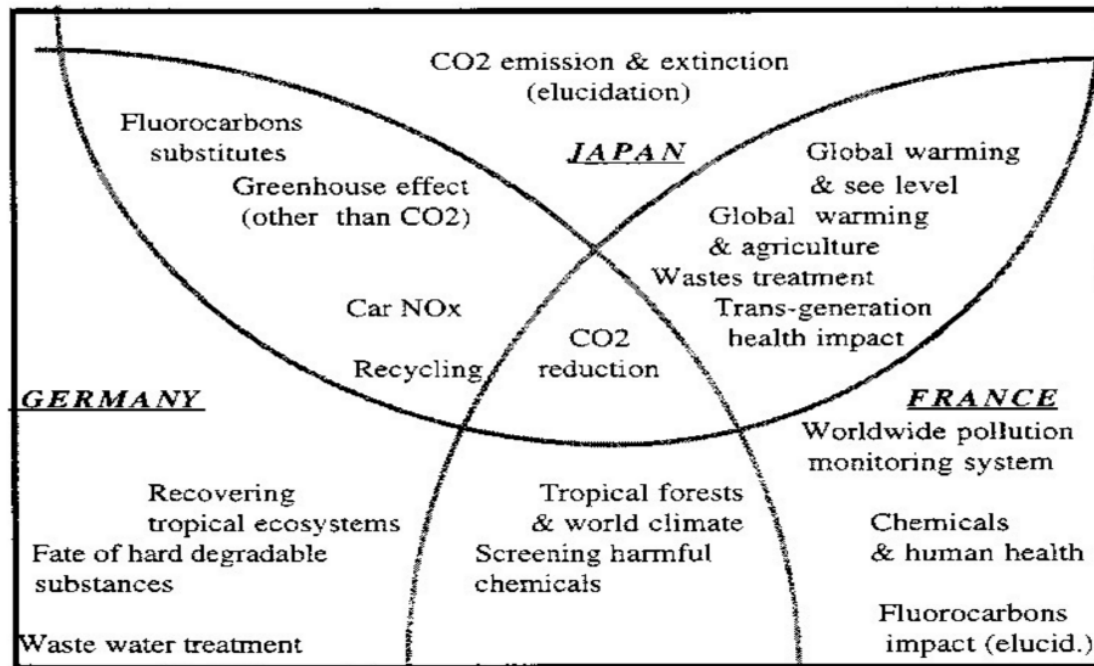 CO2 emission & extinction
(elucidation)
Fluorocarbons
substitutes
JAPAN
Global warming
& see level
Greenhouse effect
(other than CO2)
Global warming
& agriculture
Wastes treatment
Trans-generation
health impact
Car NOx
CO2
reduction
Recycling
GERMANY
FRANCE
Worldwide pollution
monitoring system
Recovering
tropical ecosystems
Tropical forests
& world climate
Chemicals
& human health
Fate of hard degradable
substances
Screening harmful
chemicals
Waste water treatment
Fluorocarbons
impact (elucid.)